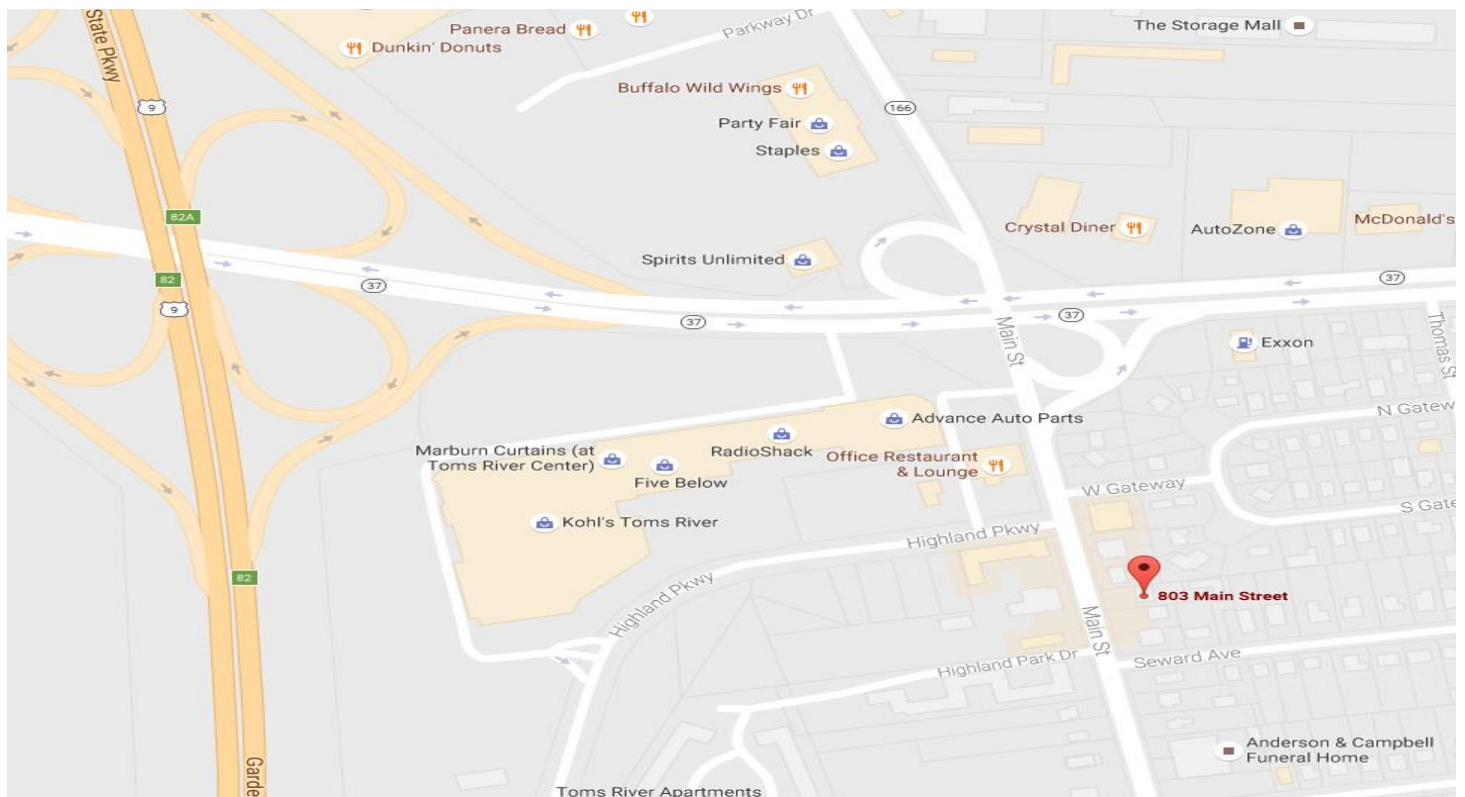 State Pkwy
Panera Bread
Dunkin' Donuts
Parkway Dr
The Storage Mall
9
Buffalo Wild Wings
166
Party Fair
Staples
82A
Crystal Diner
AutoZone
McDonald's
Spirits Unlimited
82
37
37
9
37
37
Main St
Thomas St
Exxon
N Gatew
Advance Auto Parts
Marburn Curtains (at
Toms River Center)
RadioShack
Five Below
Office Restaurant
& Lounge
W Gateway
S Gate
Kohl's Toms River
Highland Pkwy
Highland Pkwy
82
803 Main Street
Main St
Highland Park Dr
Seward Ave
Anderson & Campbell
Funeral Home
Garde
Toms River Apartments